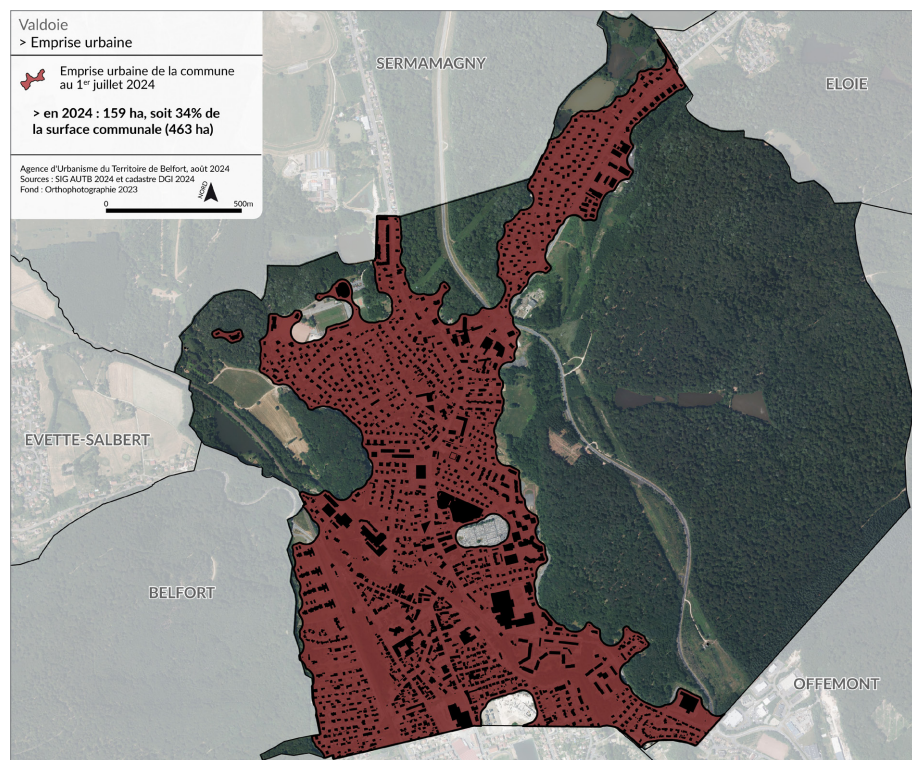 Valdoie
> Emprise urbaine
Emprise urbaine de la commune
au 1er juillet 2024
> en 2024 : 159 ha, soit 34% de
la surface communale (463 ha)
Agence d'Urbanisme du Territoire de Belfort, août 2024
Sources : SIG AUTB 2024 et cadastre DGI 2024
Fond : Orthophotographie 2023
NORD
0 500m
SERMAMAGNY
ELOIE
EVETTE-SALBERT
BELFORT
OFFEMONT